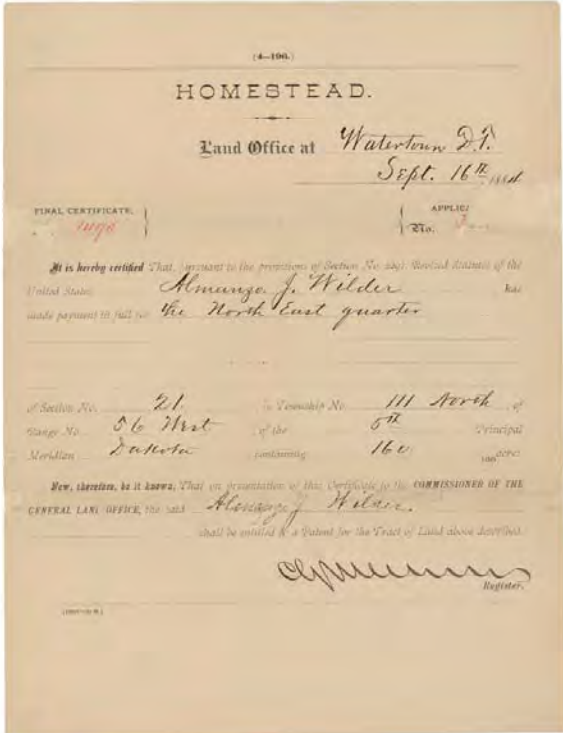 (4—196.)
HOMESTEAD.
Land Office at Watertown D.T.
Sept. 16th 1884.
FINAL CERTIFICATE,
APPLIC
No.
It is hereby certified That, pursuant to the provisions of Section No. 2291, Revised Statutes of the
United States, Almanzo J. Wilder has
made payment in full for the North East quarter
of Section No. 21. in Township No. 111 North, of
Range No. 56 West, of the 5th Principal
Meridian Dakota containing 160 acres
Now, therefore, be it known, That on presentation of this Certificate to the COMMISSIONER OF THE
GENERAL LAND OFFICE, the said Almanzo J Wilder.
shall be entitled to a Patent for the Tract of Land above described.
Register.